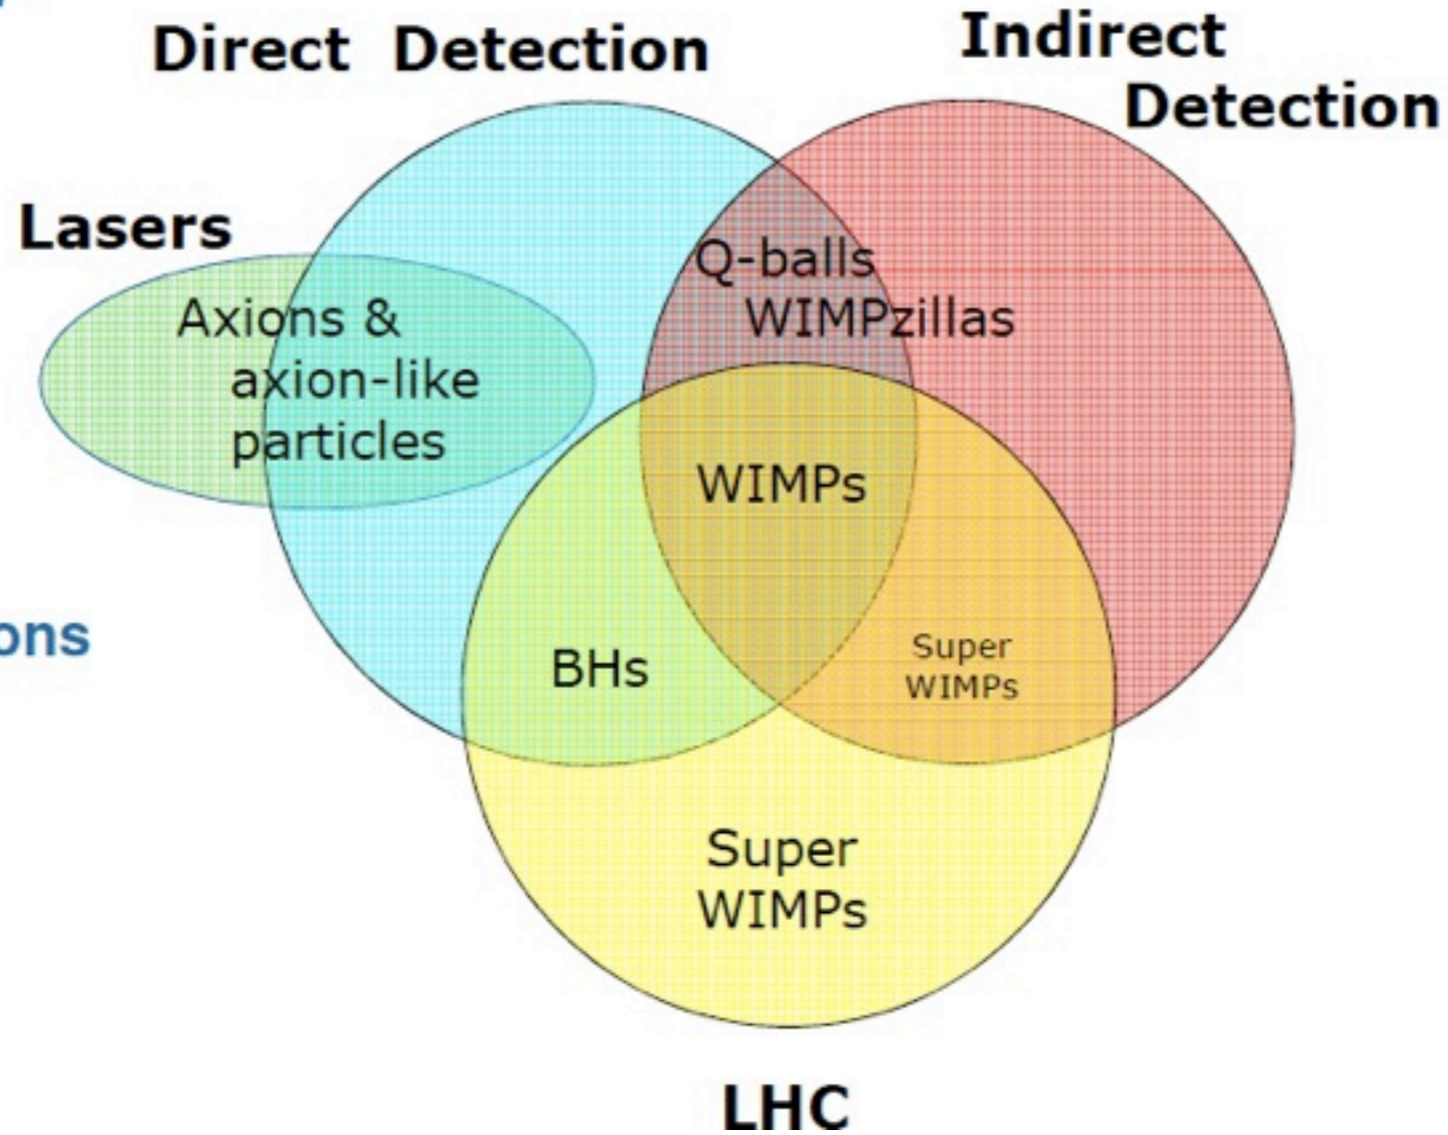 Direct Detection
Indirect
Detection
Lasers
Q-balls
WIMPzillas
Axions &
axion-like
particles
WIMPs
ons
BHs
Super
WIMPs
Super
WIMPs
LHC